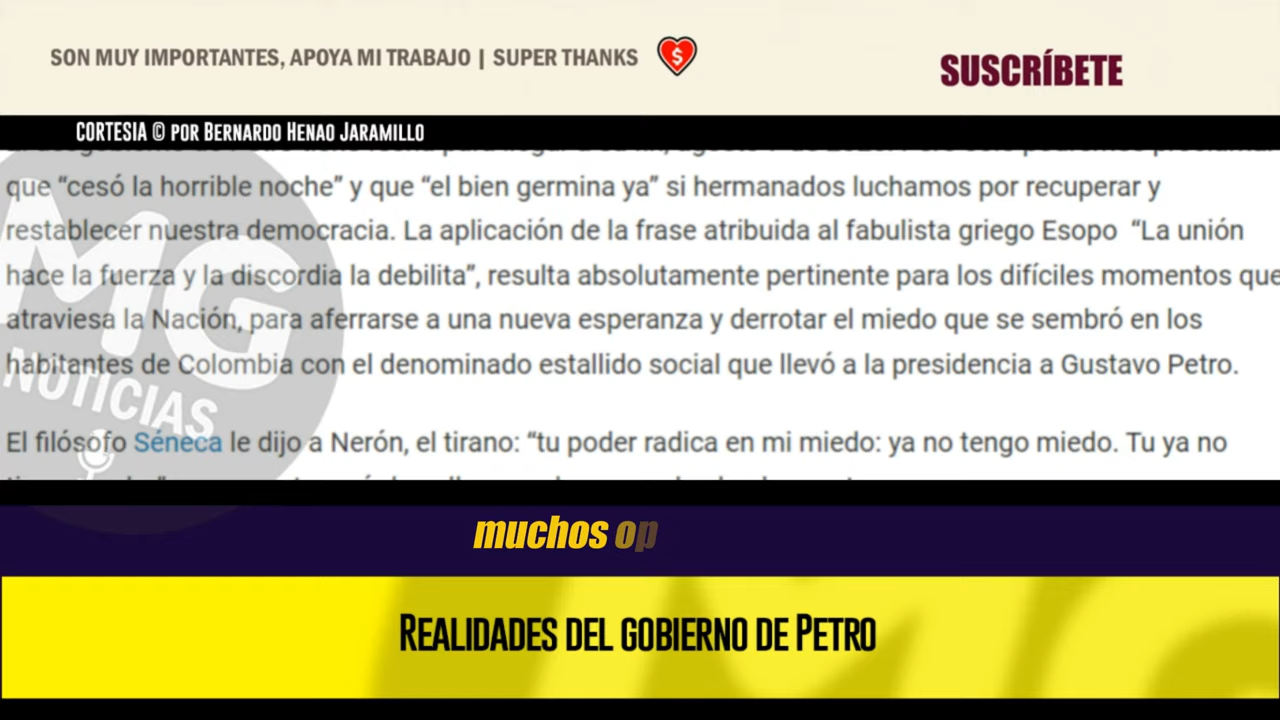 SON MUY IMPORTANTES, APOYA MI TRABAJO | SUPER THANKS
SUSCRÍBETE
CORTESIA © POR BERNARDO HENAO JARAMILLO
que “cesó la horrible noche” y que “el bien germina ya” si hermanados luchamos por recuperar y
restablecer nuestra democracia. La aplicación de la frase atribuida al fabulista griego Esopo “La unión
hace la fuerza y la discordia la debilita”, resulta absolutamente pertinente para los difíciles momentos que
atraviesa la Nación, para aferrarse a una nueva esperanza y derrotar el miedo que se sembró en los
habitantes de Colombia con el denominado estallido social que llevó a la presidencia a Gustavo Petro.
El filósofo Séneca le dijo a Nerón, el tirano: “tu poder radica en mi miedo: ya no tengo miedo. Tu ya no
MG
NOTICIAS
muchos op
REALIDADES DEL GOBIERNO DE PETRO